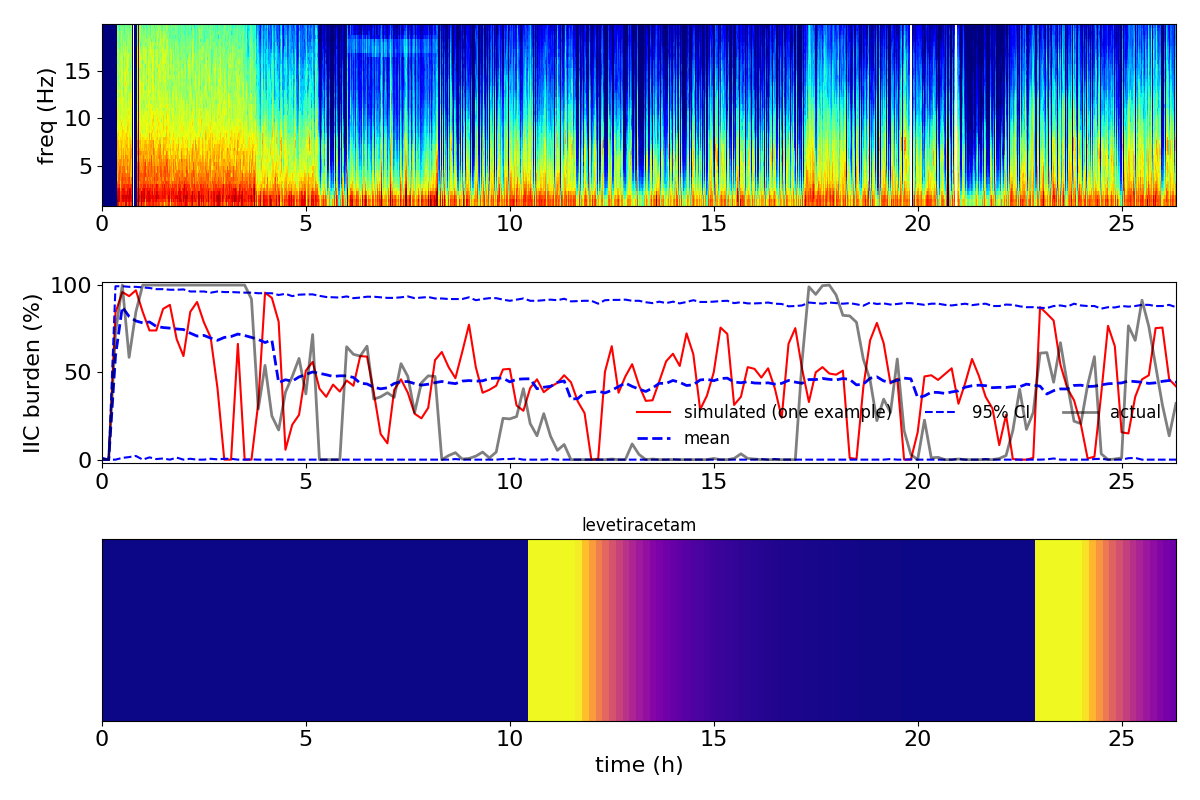 15
10
5
freq (Hz)
0 5 10 15 20 25
100
50
0
IIC burden (%)
simulated (one example)
mean
95% CI
actual
0 5 10 15 20 25
levetiracetam
0 5 10 15 20 25
time (h)